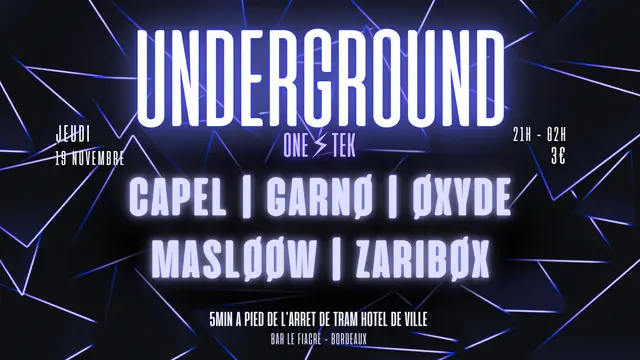 UNDERGROUND
ONE TEK
JEUDI
19 NOVEMBRE
21H - 02H
3€
CAPEL | GARNØ | ØXYDE
MASLØØW | ZARIBØX
5MIN A PIED DE L'ARRET DE TRAM HOTEL DE VILLE
BAR LE FIACRE - BORDEAUX